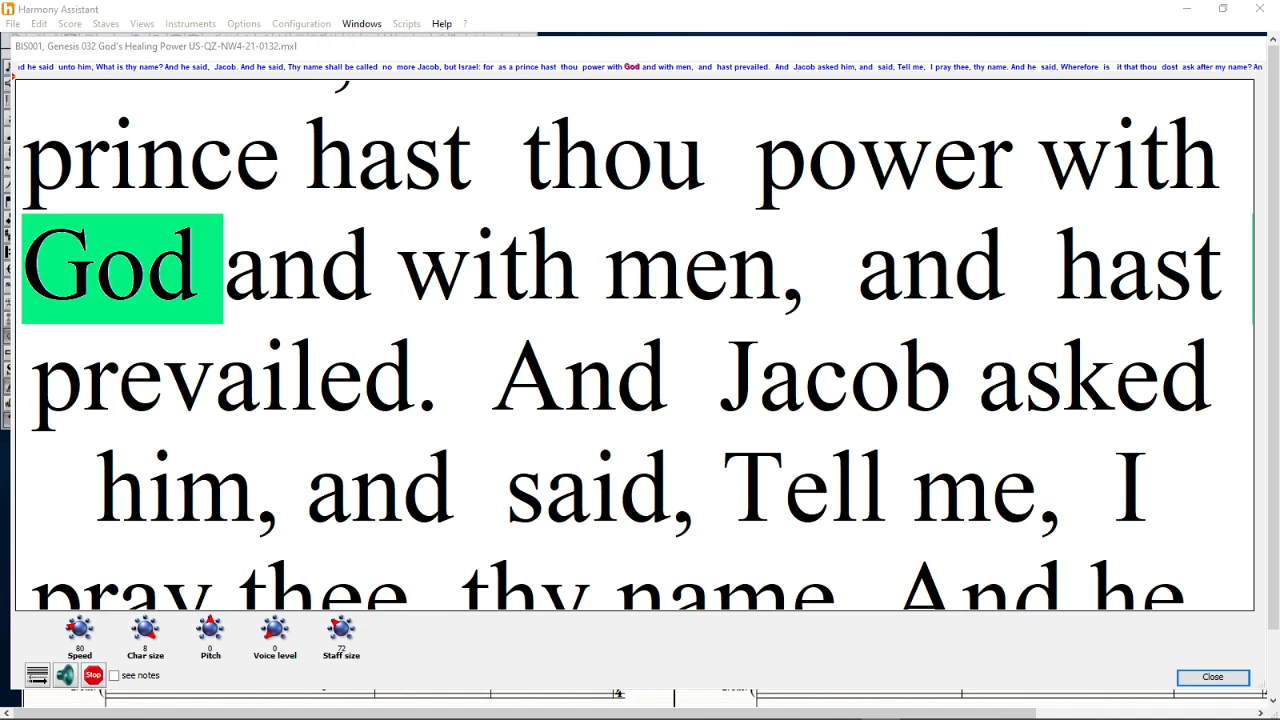 Harmony Assistant
File Edit Score Staves Views Instruments Options Configuration Windows Scripts Help ?
BIS001, Genesis 032 God's Healing Power US-QZ-NW4-21-0132.mxl
nd he said unto him, What is thy name? And he said, Jacob. And he said, Thy name shall be called no more Jacob, but Israel: for as a prince hast thou power with God and with men, and hast prevailed. And Jacob asked him, and said, Tell me, I pray thee, thy name. And he said, Wherefore is it that thou dost ask after my name? An
prince hast thou power with
God and with men, and hast
prevailed. And Jacob asked
him, and said, Tell me, I
pray thee, thy name. And he
80 8 0 0 72
Speed Char size Pitch Voice level Staff size
Stop see notes
Close